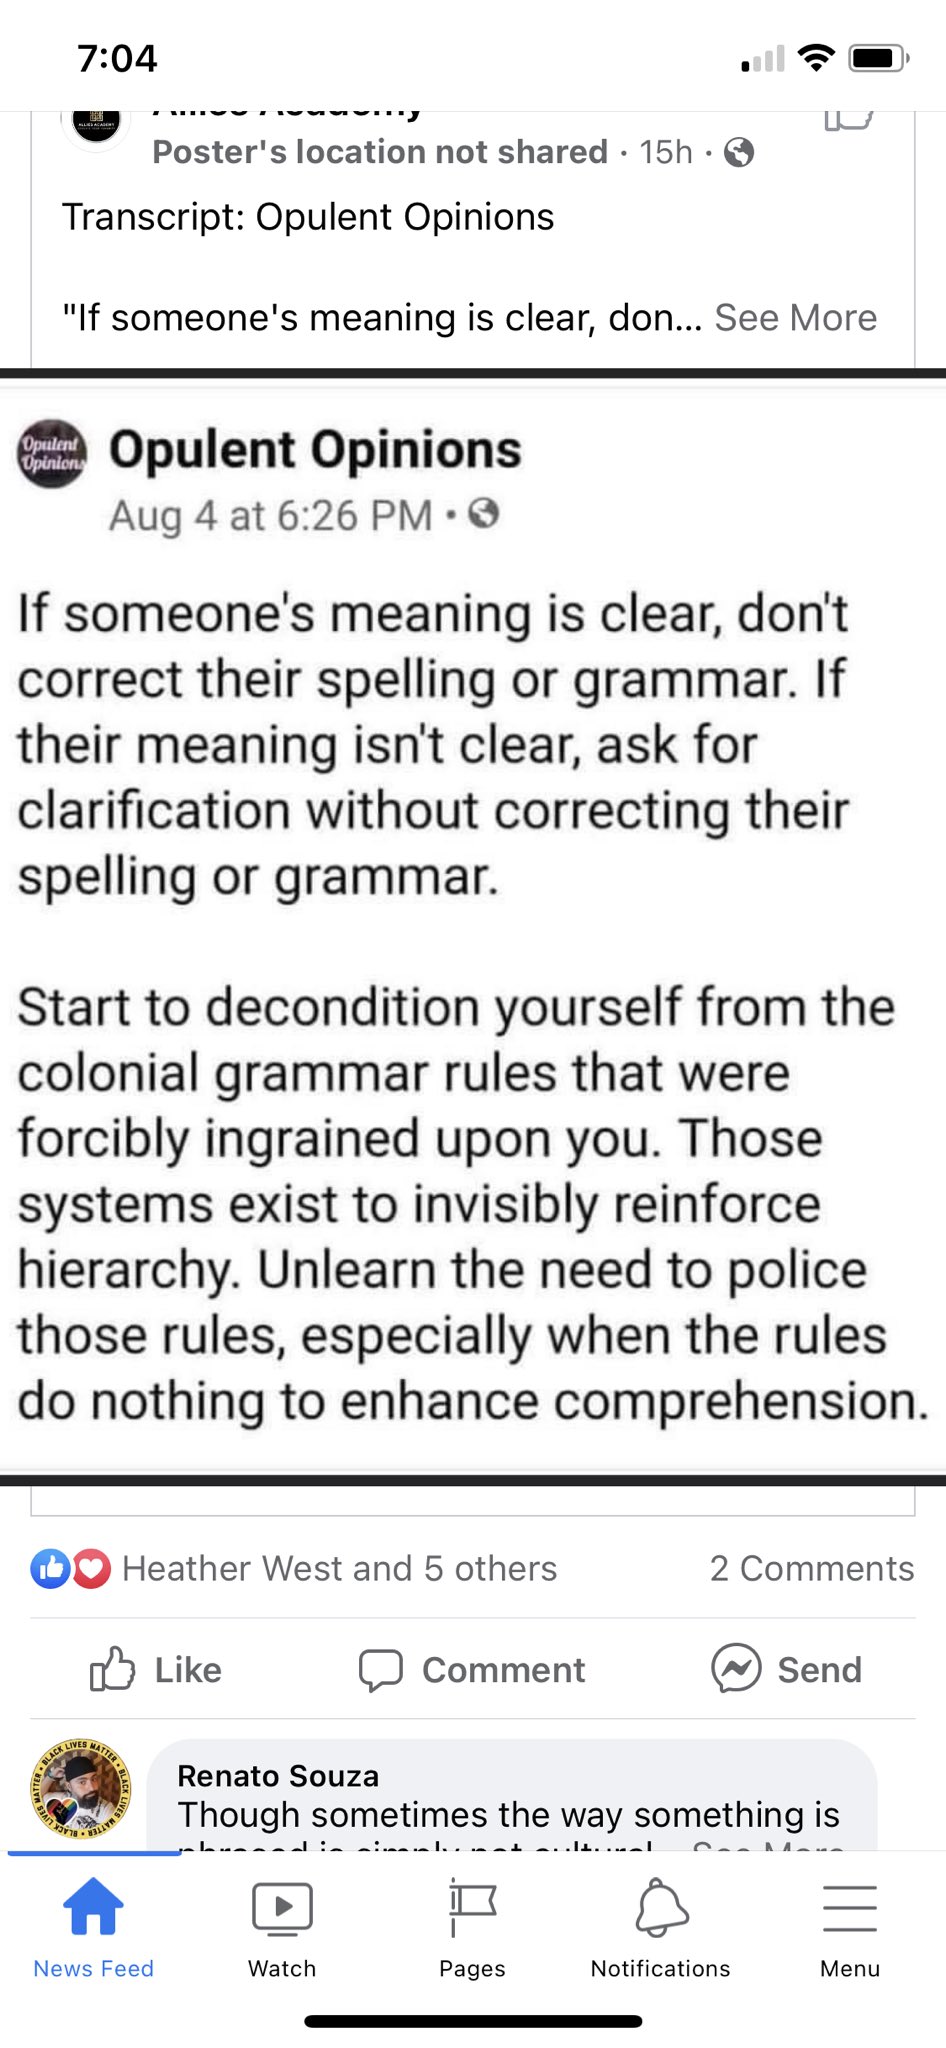 7:04
Allies Academy
Poster's location not shared · 15h ·
Transcript: Opulent Opinions
"If someone's meaning is clear, don... See More
Opulent Opinions
Opulent Opinions
Aug 4 at 6:26 PM ·
If someone's meaning is clear, don't
correct their spelling or grammar. If
their meaning isn't clear, ask for
clarification without correcting their
spelling or grammar.
Start to decondition yourself from the
colonial grammar rules that were
forcibly ingrained upon you. Those
systems exist to invisibly reinforce
hierarchy. Unlearn the need to police
those rules, especially when the rules
do nothing to enhance comprehension.
Heather West and 5 others 2 Comments
Like Comment Send
BLACK LIVES MATTER · BLACK LIVES MATTER · BLACK LIVES MATTER
Renato Souza
Though sometimes the way something is
phrased is simply not cultural... See More
News Feed Watch Pages Notifications Menu